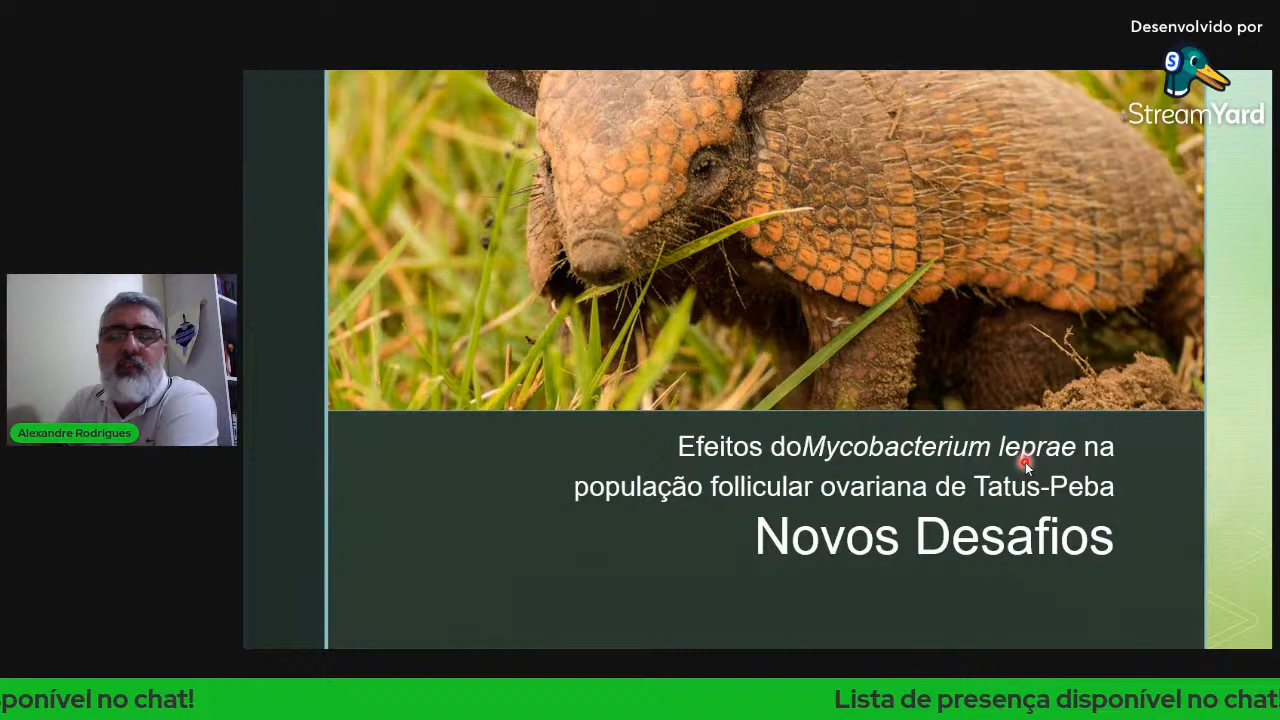 Desenvolvido por
StreamYard
Alexandre Rodrigues
Efeitos doMycobacterium leprae na
população follicular ovariana de Tatus-Peba
Novos Desafios
sponível no chat!
Lista de presença disponível no chat!